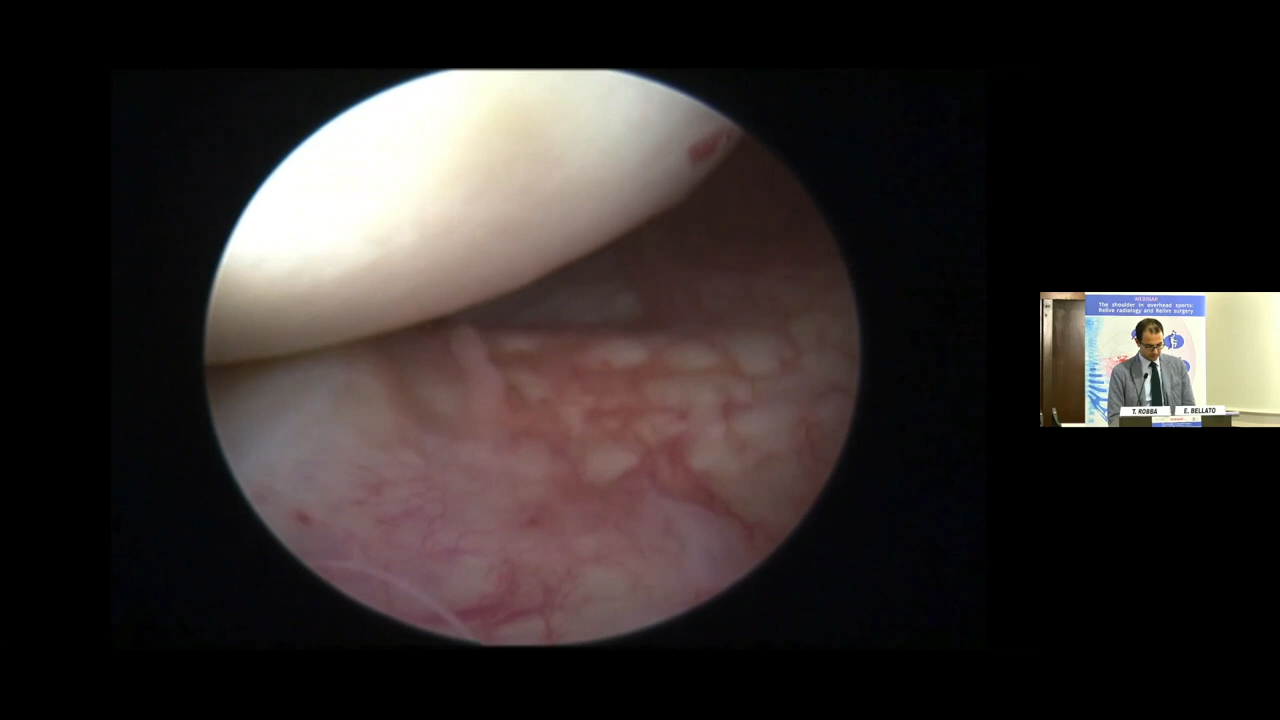 WEBINAR
The shoulder in overhead sports:
Relive radiology and Relive surgery
T. ROBBA
E. BELLATO